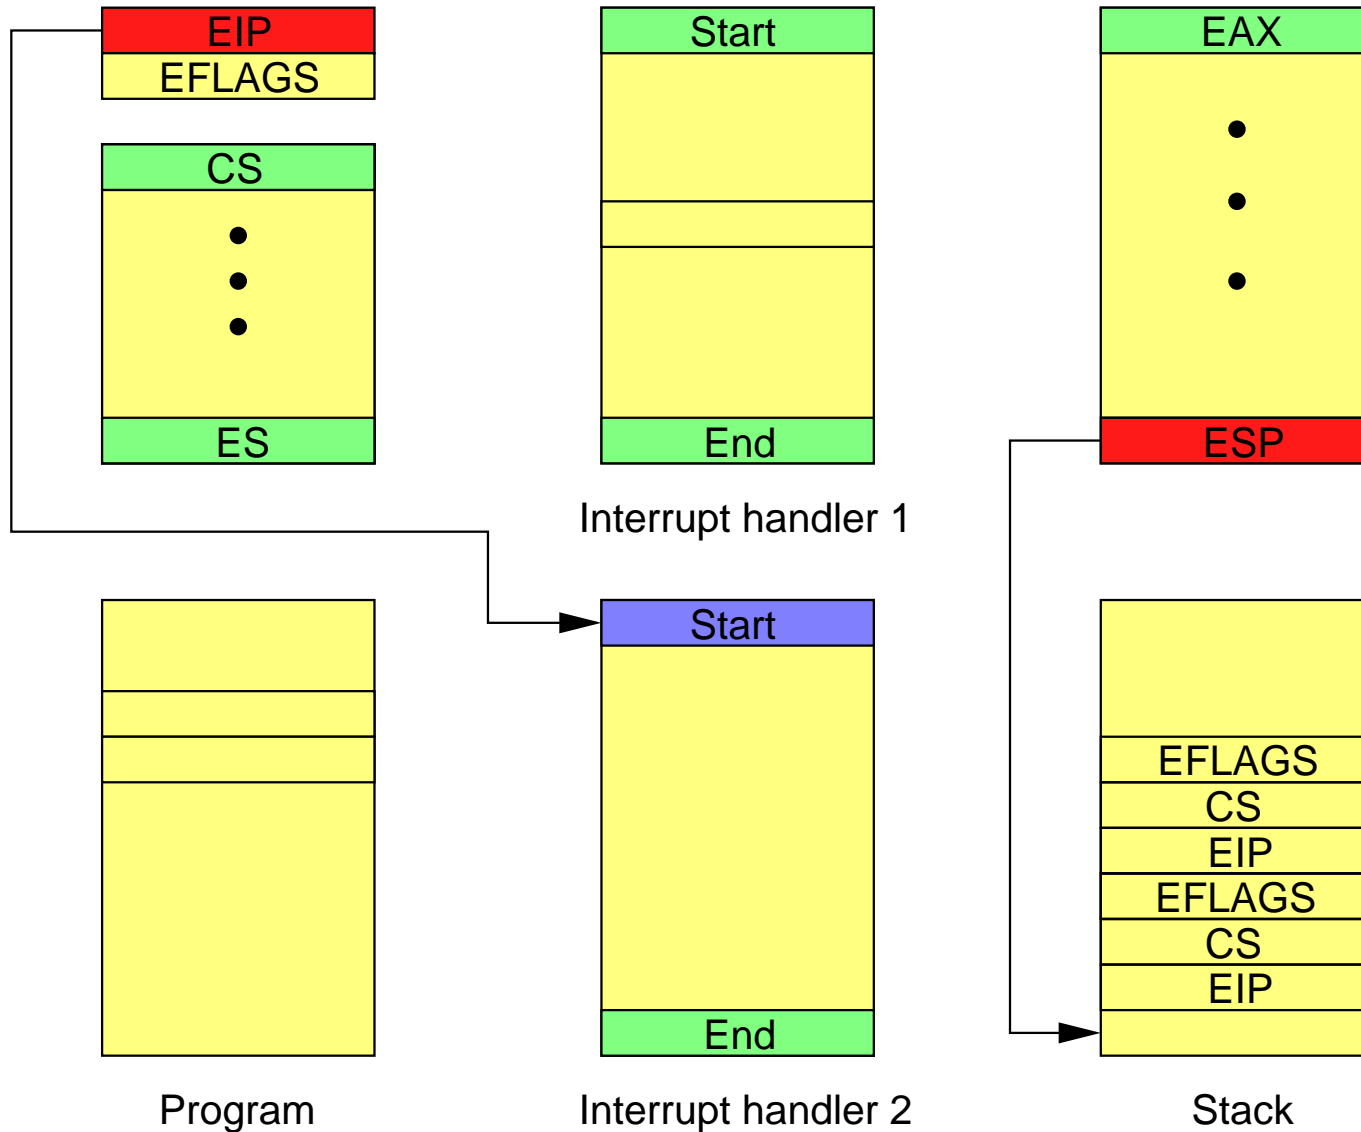 EIP
EFLAGS
CS
ES
Start
End
Interrupt handler 1
EAX
ESP
Program
Start
End
Interrupt handler 2
EFLAGS
CS
EIP
EFLAGS
CS
EIP
Stack